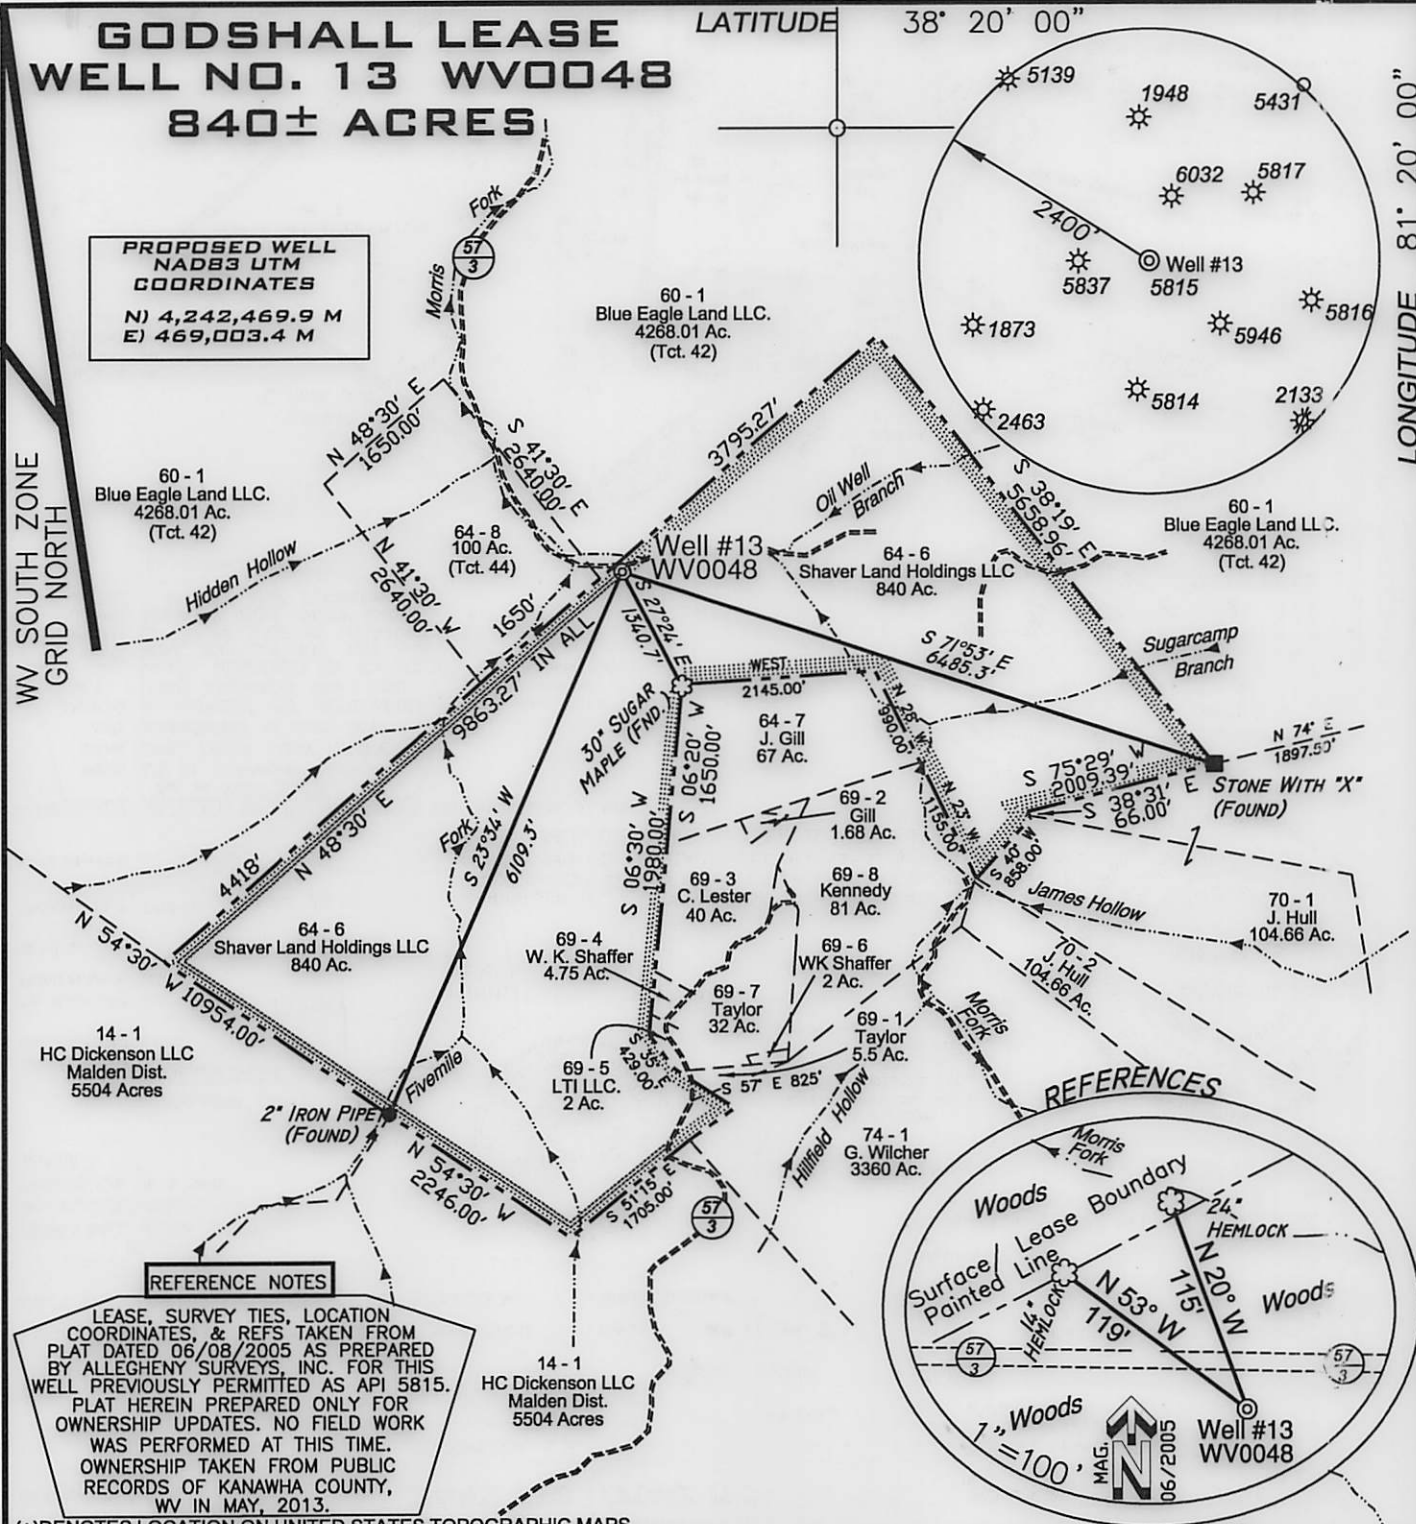 GODSHALL LEASE
WELL NO. 13 WV0048
840± ACRES
LATITUDE 38° 20' 00"
LONGITUDE 81° 20' 00"
PROPOSED WELL
NAD83 UTM
COORDINATES
N) 4,242,469.9 M
E) 469,003.4 M
WV SOUTH ZONE
GRID NORTH
5139
1948
5431
6032
5817
2400'
Well #13
5815
5837
5816
1873
5946
5814
2133
2463
Fork
57
3
Morris
60 - 1
Blue Eagle Land LLC.
4268.01 Ac.
(Tct. 42)
N 48°30' E
1650.00'
S 41°30' E
2640.00'
3795.27'
60 - 1
Blue Eagle Land LLC.
4268.01 Ac.
(Tct. 42)
Hidden Hollow
64 - 8
100 Ac.
(Tct. 44)
N 41°30' W
2640.00'
1650'
9863.27' IN ALL
Well #13
WV0048
Oil Well
Branch
S 38°19' E
5658.96'
64 - 6
Shaver Land Holdings LLC
840 Ac.
60 - 1
Blue Eagle Land LLC.
4268.01 Ac.
(Tct. 42)
S 27°24' E
1340.7'
S 71°53' E
6485.3'
Sugarcamp
Branch
WEST
2145.00'
30" SUGAR
MAPLE (FND.)
64 - 7
J. Gill
67 Ac.
N 28° W
990.00'
S 06°20' W
1650.00'
N 74° E
1897.50'
S 75°29' W
2009.39'
S 38°31' E
66.00'
STONE WITH "X"
(FOUND)
69 - 2
Gill
1.68 Ac.
N 23° W
1155.00'
S 40° W
858.00'
S 06°30' W
1980.00'
69 - 3
C. Lester
40 Ac.
69 - 8
Kennedy
81 Ac.
James Hollow
70 - 1
J. Hull
104.66 Ac.
70 - 2
J. Hull
104.66 Ac.
4418'
N 48°30' E
Fork
S 23°34' W
6109.3'
64 - 6
Shaver Land Holdings LLC
840 Ac.
69 - 4
W. K. Shaffer
4.75 Ac.
69 - 6
WK Shaffer
2 Ac.
69 - 7
Taylor
32 Ac.
69 - 1
Taylor
5.5 Ac.
Morris
Fork
N 54°30' W 10954.00'
14 - 1
HC Dickenson LLC
Malden Dist.
5504 Acres
69 - 5
LTI LLC.
2 Ac.
S 35° E
429.00'
S 57° E 825'
Fivemile
2" IRON PIPE
(FOUND)
Hillfield Hollow
74 - 1
G. Wilcher
3360 Ac.
N 54°30' W
2246.00'
S 51°15' E
1705.00'
57
3
REFERENCE NOTES
LEASE, SURVEY TIES, LOCATION
COORDINATES, & REFS TAKEN FROM
PLAT DATED 06/08/2005 AS PREPARED
BY ALLEGHENY SURVEYS, INC. FOR THIS
WELL PREVIOUSLY PERMITTED AS API 5815.
PLAT HEREIN PREPARED ONLY FOR
OWNERSHIP UPDATES. NO FIELD WORK
WAS PERFORMED AT THIS TIME.
OWNERSHIP TAKEN FROM PUBLIC
RECORDS OF KANAWHA COUNTY,
WV IN MAY, 2013.
14 - 1
HC Dickenson LLC
Malden Dist.
5504 Acres
REFERENCES
Morris
Fork
Woods
Surface / Lease Boundary
Painted Line
24"
HEMLOCK
14"
HEMLOCK
N 53° W
119'
N 20° W
115'
Woods
57
3
57
3
Woods
1"=100'
MAG.
N
06/2005
Well #13
WV0048
(+)DENOTES LOCATION ON UNITED STATES TOPOGRAPHIC MAPS